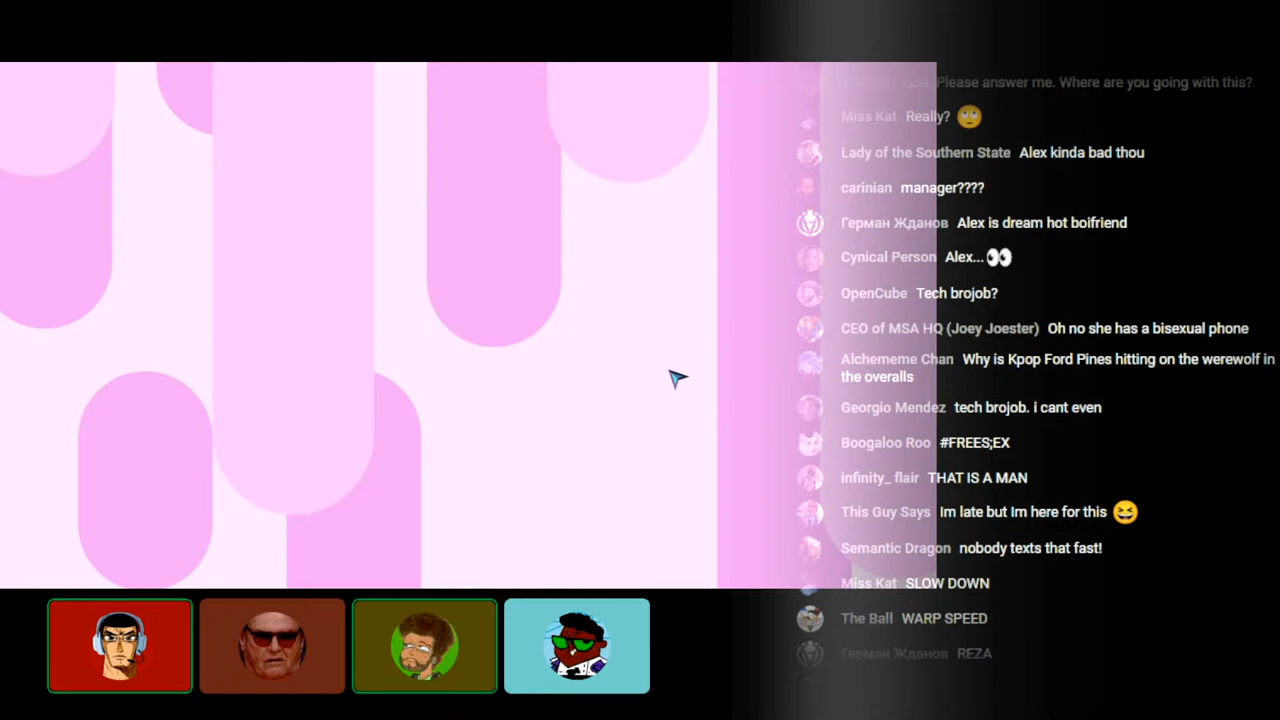 you. Please answer me. Where are you going with this?
Miss Kat Really?
Lady of the Southern State Alex kinda bad thou
carinian manager????
Герман Жданов Alex is dream hot boifriend
Cynical Person Alex...
OpenCube Tech brojob?
CEO of MSA HQ (Joey Joester) Oh no she has a bisexual phone
Alchememe Chan Why is Kpop Ford Pines hitting on the werewolf in
the overalls
Georgio Mendez tech brojob. i cant even
Boogaloo Roo #FREES;EX
infinity_ flair THAT IS A MAN
This Guy Says Im late but Im here for this
Semantic Dragon nobody texts that fast!
Miss Kat SLOW DOWN
The Ball WARP SPEED
Герман Жданов REZA